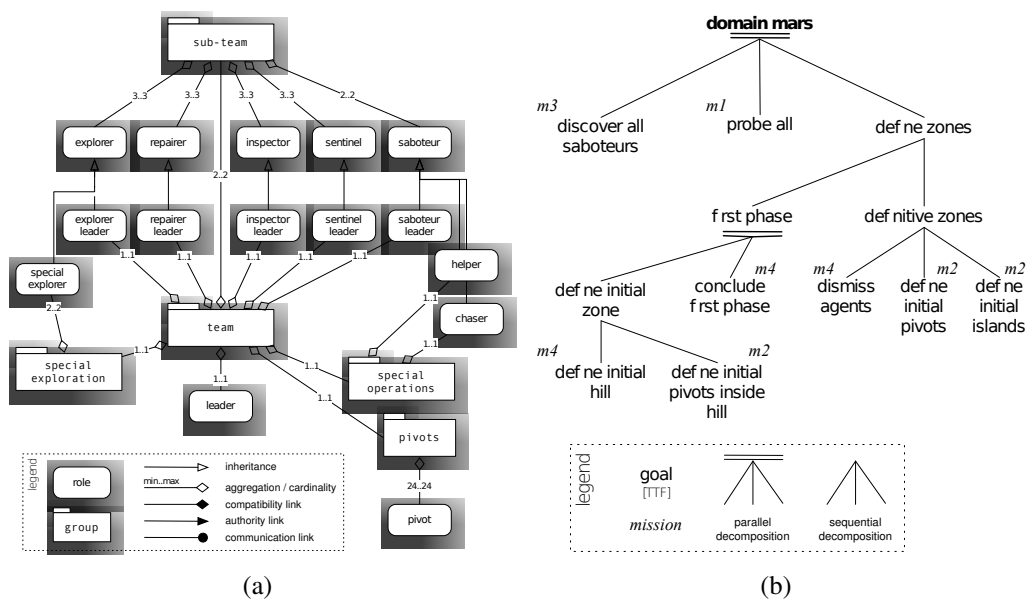 sub-team
3..3
3..3
3..3
3..3
2..2
explorer
repairer
inspector
sentinel
saboteur
2..2
explorer
leader
repairer
leader
inspector
leader
sentinel
leader
saboteur
leader
1..1
1..1
1..1
1..1
1..1
special
explorer
helper
2..2
1..1
chaser
team
1..1
1..1
special
exploration
1..1
1..1
1..1
special
operations
leader
pivots
24..24
pivot
legend
role
group
inheritance
min..max
aggregation / cardinality
compatibility link
authority link
communication link
(a)
domain mars
m3
discover all
saboteurs
m1
probe all
def ne zones
f rst phase
def nitive zones
def ne initial
zone
m4
conclude
f rst phase
m4
dismiss
agents
m2
def ne
initial
pivots
m2
def ne
initial
islands
m4
def ne initial
hill
m2
def ne initial
pivots inside
hill
legend
goal
[TTF]
mission
parallel
decomposition
sequential
decomposition
(b)